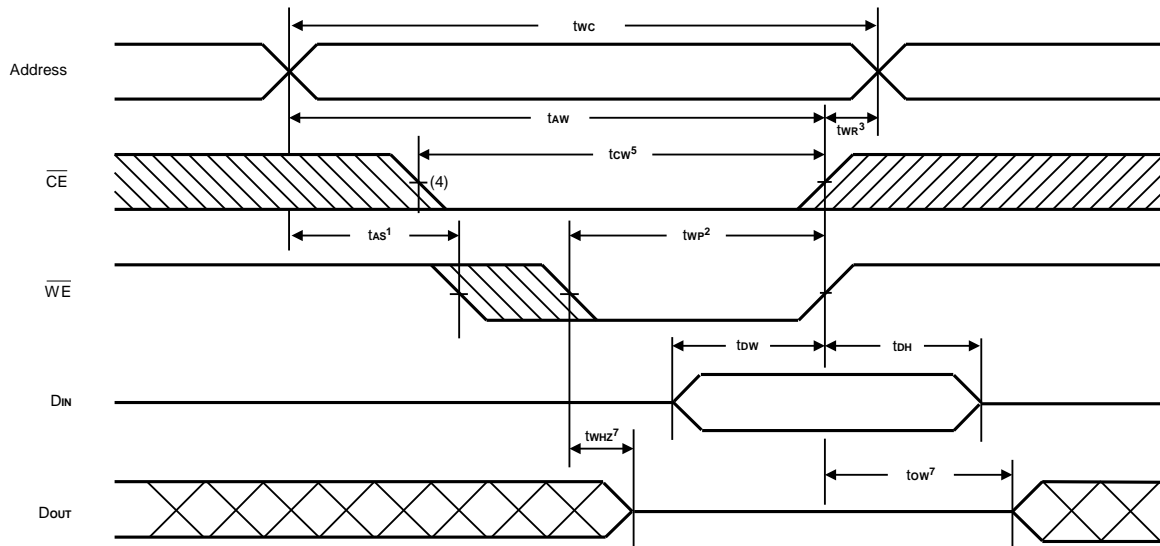 tWC
Address
tAW
tWR3
tCW5
CE
(4)
tAS1
tWP2
WE
tDW
tDH
DIN
tWHZ7
tOW7
DOUT